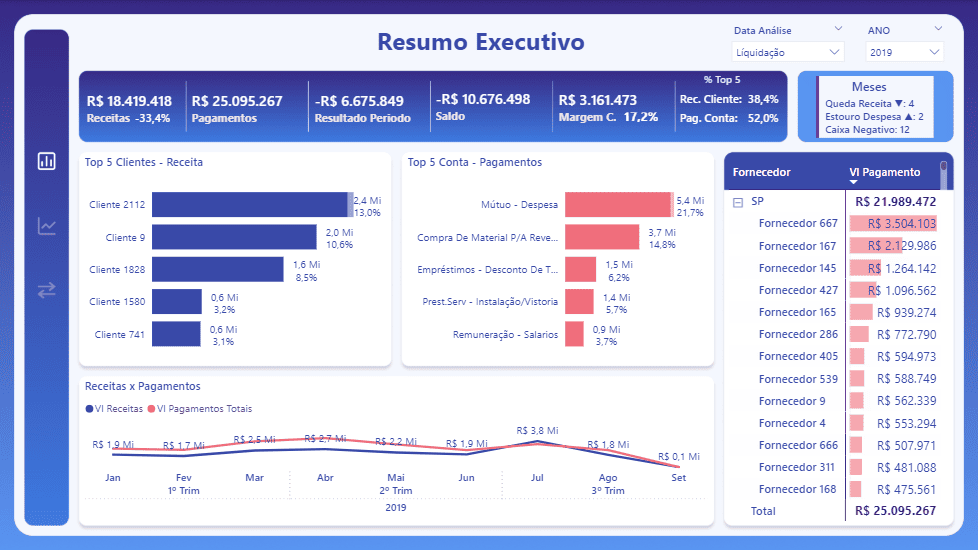 Resumo Executivo
Data Análise
Líquidação
ANO
2019
R$ 18.419.418
Receitas -33,4%
R$ 25.095.267
Pagamentos
-R$ 6.675.849
Resultado Periodo
-R$ 10.676.498
Saldo
R$ 3.161.473
Margem C. 17,2%
% Top 5
Rec. Cliente: 38,4%
Pag. Conta: 52,0%
Meses
Queda Receita ▼: 4
Estouro Despesa ▲: 2
Caixa Negativo: 12
Top 5 Clientes - Receita
Cliente 2112 2,4 Mi 13,0%
Cliente 9 2,0 Mi 10,6%
Cliente 1828 1,6 Mi 8,5%
Cliente 1580 0,6 Mi 3,2%
Cliente 741 0,6 Mi 3,1%
Top 5 Conta - Pagamentos
Mútuo - Despesa 5,4 Mi 21,7%
Compra De Material P/A Reve... 3,7 Mi 14,8%
Empréstimos - Desconto De T... 1,5 Mi 6,2%
Prest.Serv - Instalação/Vistoria 1,4 Mi 5,7%
Remuneração - Salarios 0,9 Mi 3,7%
Receitas x Pagamentos
Vl Receitas Vl Pagamentos Totais
R$ 1,9 Mi R$ 1,7 Mi R$ 2,5 Mi R$ 2,7 Mi R$ 2,2 Mi R$ 1,9 Mi R$ 3,8 Mi R$ 1,8 Mi R$ 0,1 Mi
Jan Fev Mar Abr Mai Jun Jul Ago Set
1º Trim 2º Trim 3º Trim
2019
Fornecedor Vl Pagamento
SP R$ 21.989.472
Fornecedor 667 R$ 3.504.103
Fornecedor 167 R$ 2.129.986
Fornecedor 145 R$ 1.264.142
Fornecedor 427 R$ 1.096.562
Fornecedor 165 R$ 939.274
Fornecedor 286 R$ 772.790
Fornecedor 405 R$ 594.973
Fornecedor 539 R$ 588.749
Fornecedor 9 R$ 562.339
Fornecedor 4 R$ 553.294
Fornecedor 666 R$ 507.971
Fornecedor 311 R$ 481.088
Fornecedor 168 R$ 475.561
Total R$ 25.095.267